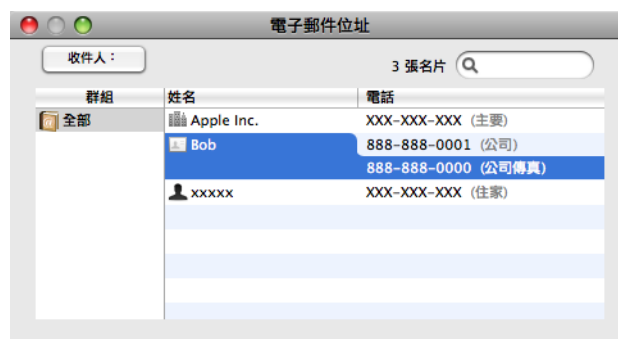 電子郵件位址
收件人：
3 張名片
群組 姓名 電話
全部 Apple Inc. XXX-XXX-XXX (主要)
Bob 888-888-0001 (公司)
888-888-0000 (公司傳真)
xxxxx XXX-XXX-XXX (住家)